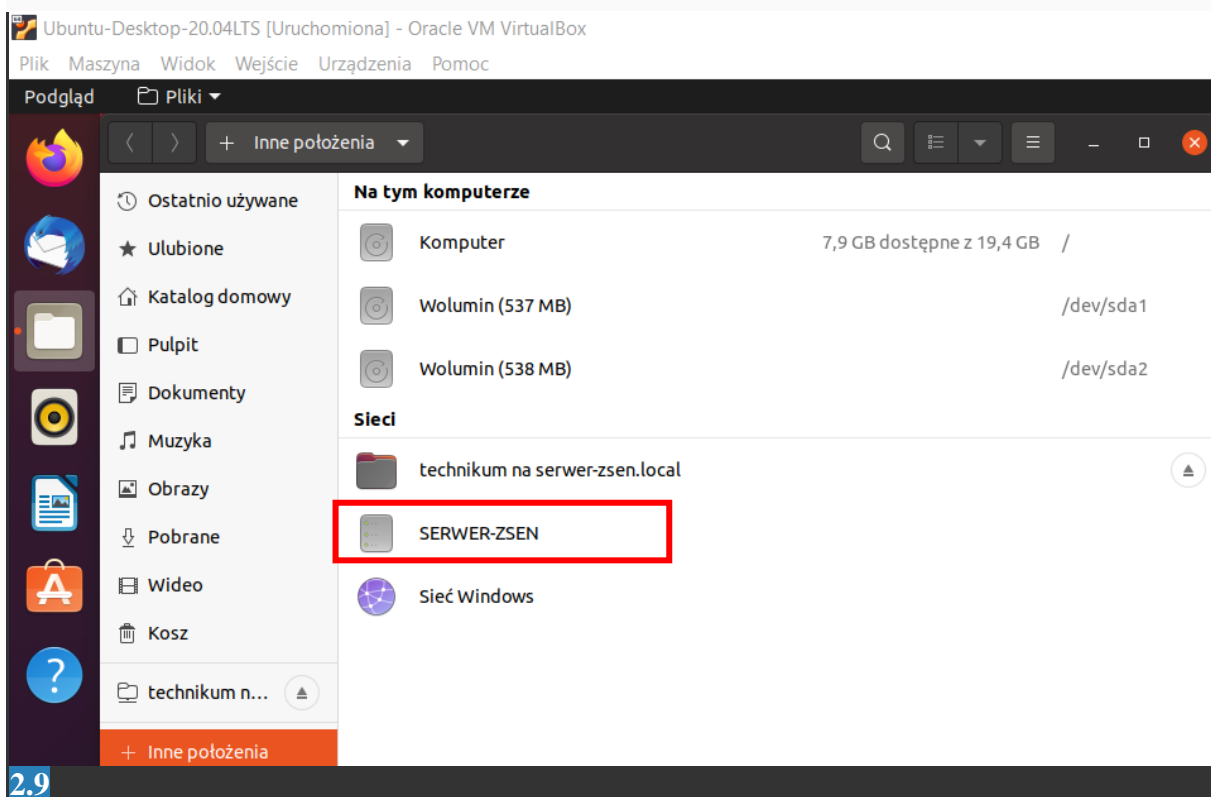 Ubuntu-Desktop-20.04LTS [Uruchomiona] - Oracle VM VirtualBox
Plik Maszyna Widok Wejście Urządzenia Pomoc
Podgląd Pliki
+ Inne położenia
Ostatnio używane
Ulubione
Katalog domowy
Pulpit
Dokumenty
Muzyka
Obrazy
Pobrane
Wideo
Kosz
technikum n...
+ Inne położenia
Na tym komputerze
Komputer 7,9 GB dostępne z 19,4 GB /
Wolumin (537 MB) /dev/sda1
Wolumin (538 MB) /dev/sda2
Sieci
technikum na serwer-zsen.local
SERWER-ZSEN
Sieć Windows
2.9